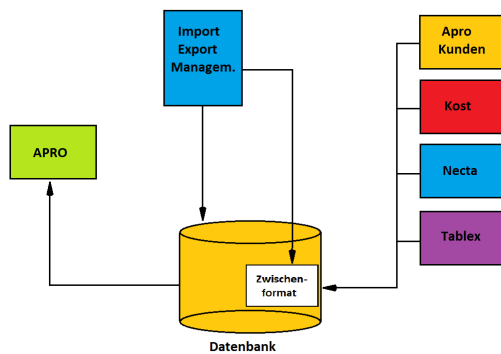 Import
Export
Managem.
Apro
Kunden
Kost
APRO
Necta
Tablex
Zwischen-
format
Datenbank